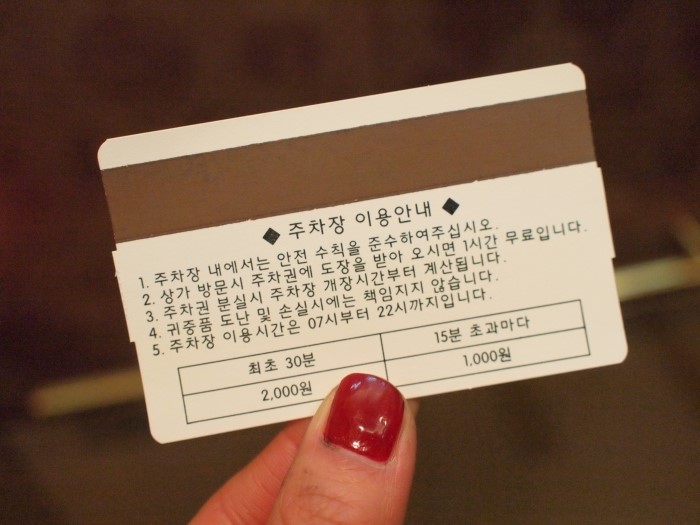 ◆ 주차장 이용안내 ◆
1. 주차장 내에서는 안전 수칙을 준수하여주십시오.
2. 상가 방문시 주차권에 도장을 받아 오시면 1시간 무료입니다.
3. 주차권 분실시 주차장 개장시간부터 계산됩니다.
4. 귀중품 도난 및 손실시에는 책임지지 않습니다.
5. 주차장 이용시간은 07시부터 22시까지입니다.
최초 30분 15분 초과마다
2,000원 1,000원